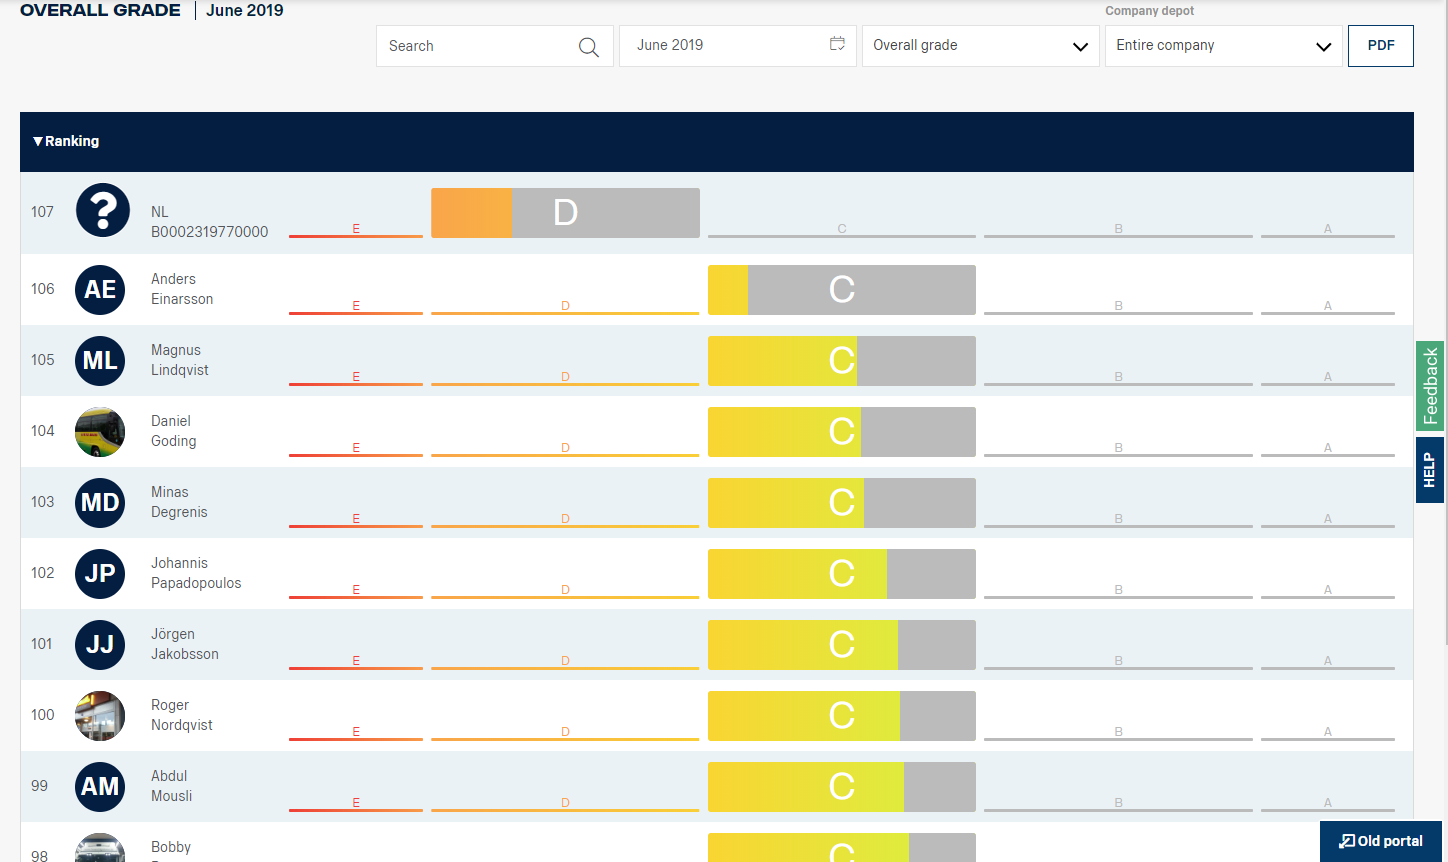 OVERALL GRADE | June 2019
Company depot
Search
June 2019
Overall grade
Entire company
PDF
▼Ranking
107
?
NL
B0002319770000
E
D
C
B
A
106
AE
Anders
Einarsson
E
D
C
B
A
105
ML
Magnus
Lindqvist
E
D
C
B
A
104
Daniel
Goding
E
D
C
B
A
103
MD
Minas
Degrenis
E
D
C
B
A
102
JP
Johannis
Papadopoulos
E
D
C
B
A
101
JJ
Jörgen
Jakobsson
E
D
C
B
A
100
Roger
Nordqvist
E
D
C
B
A
99
AM
Abdul
Mousli
E
D
C
B
A
98
Bobby
C
Feedback
HELP
Old portal